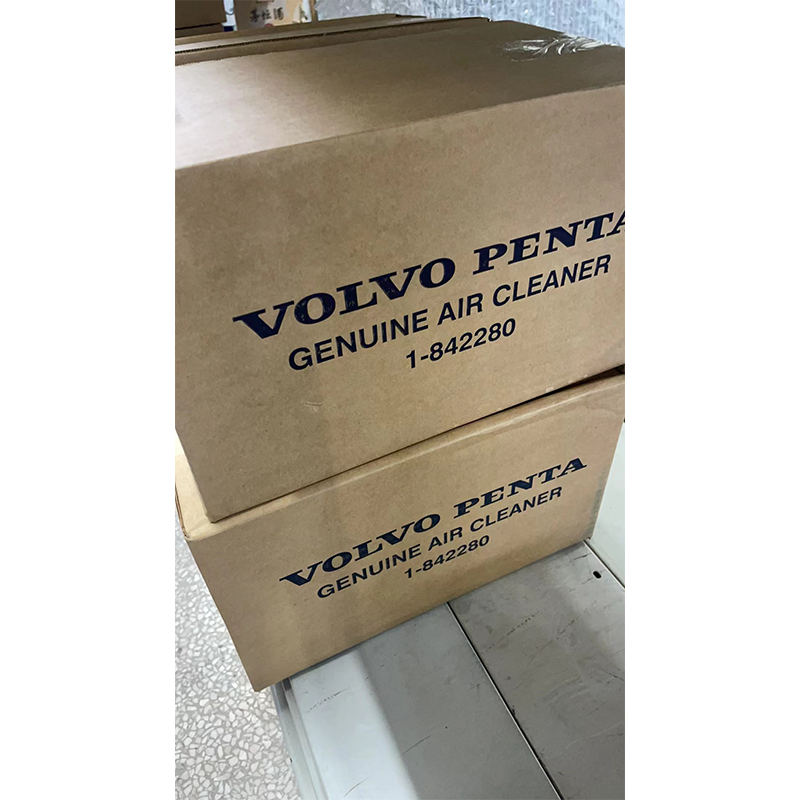 VOLVO PENTA
GENUINE AIR CLEANER
1-842280
VOLVO PENTA
GENUINE AIR CLEANER
1-842280